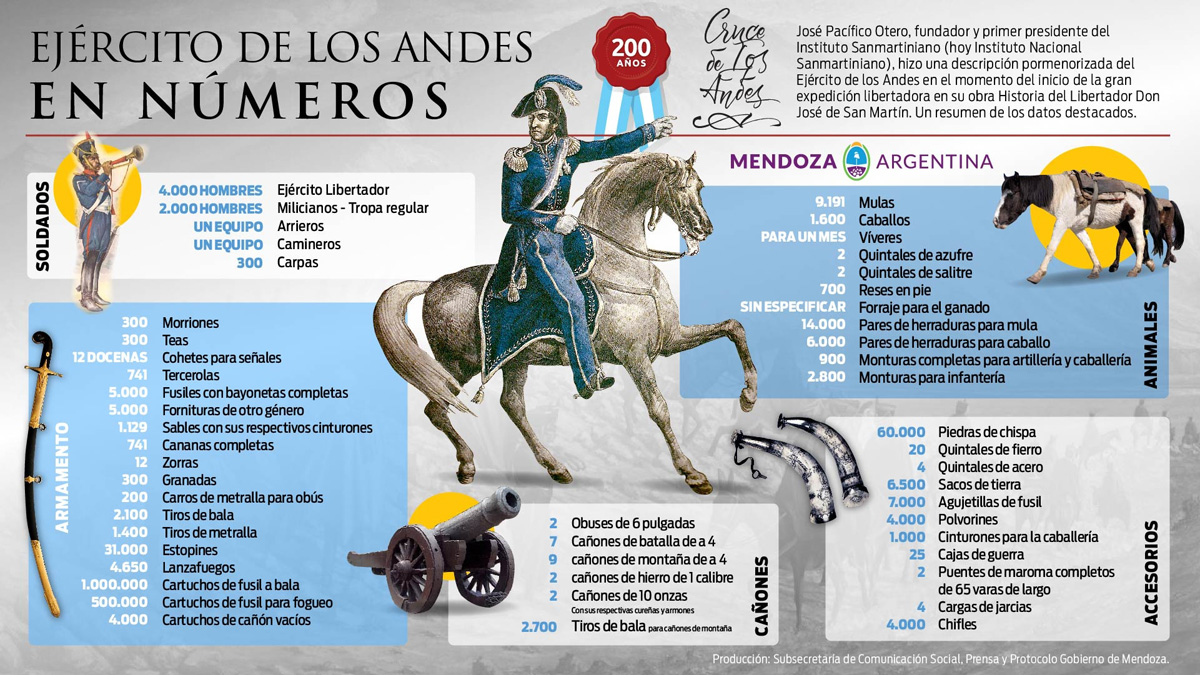 EJÉRCITO DE LOS ANDES
EN NÚMEROS
200
AÑOS
Cruce
de Los
Andes
José Pacífico Otero, fundador y primer presidente del
Instituto Sanmartiniano (hoy Instituto Nacional
Sanmartiniano), hizo una descripción pormenorizada del
Ejército de los Andes en el momento del inicio de la gran
expedición libertadora en su obra Historia del Libertador Don
José de San Martín. Un resumen de los datos destacados.
MENDOZA ARGENTINA
SOLDADOS
4.000 HOMBRES Ejército Libertador
2.000 HOMBRES Milicianos - Tropa regular
UN EQUIPO Arrieros
UN EQUIPO Camineros
300 Carpas
ARMAMENTO
300 Morriones
300 Teas
12 DOCENAS Cohetes para señales
741 Tercerolas
5.000 Fusiles con bayonetas completas
5.000 Fornituras de otro género
1.129 Sables con sus respectivos cinturones
741 Cananas completas
12 Zorras
300 Granadas
200 Carros de metralla para obús
2.100 Tiros de bala
1.400 Tiros de metralla
31.000 Estopines
4.650 Lanzafuegos
1.000.000 Cartuchos de fusil a bala
500.000 Cartuchos de fusil para fogueo
4.000 Cartuchos de cañón vacíos
2 Obuses de 6 pulgadas
7 Cañones de batalla de a 4
9 cañones de montaña de a 4
2 cañones de hierro de 1 calibre
2 Cañones de 10 onzas
Con sus respectivas cureñas y armones
2.700 Tiros de bala para cañones de montaña
CAÑONES
9.191 Mulas
1.600 Caballos
PARA UN MES Víveres
2 Quintales de azufre
2 Quintales de salitre
700 Reses en pie
SIN ESPECIFICAR Forraje para el ganado
14.000 Pares de herraduras para mula
6.000 Pares de herraduras para caballo
900 Monturas completas para artillería y caballería
2.800 Monturas para infantería
ANIMALES
60.000 Piedras de chispa
20 Quintales de fierro
4 Quintales de acero
6.500 Sacos de tierra
7.000 Agujetillas de fusil
4.000 Polvorines
1.000 Cinturones para la caballería
25 Cajas de guerra
2 Puentes de maroma completos
de 65 varas de largo
4 Cargas de jarcias
4.000 Chifles
ACCESORIOS
Producción: Subsecretaría de Comunicación Social, Prensa y Protocolo Gobierno de Mendoza.